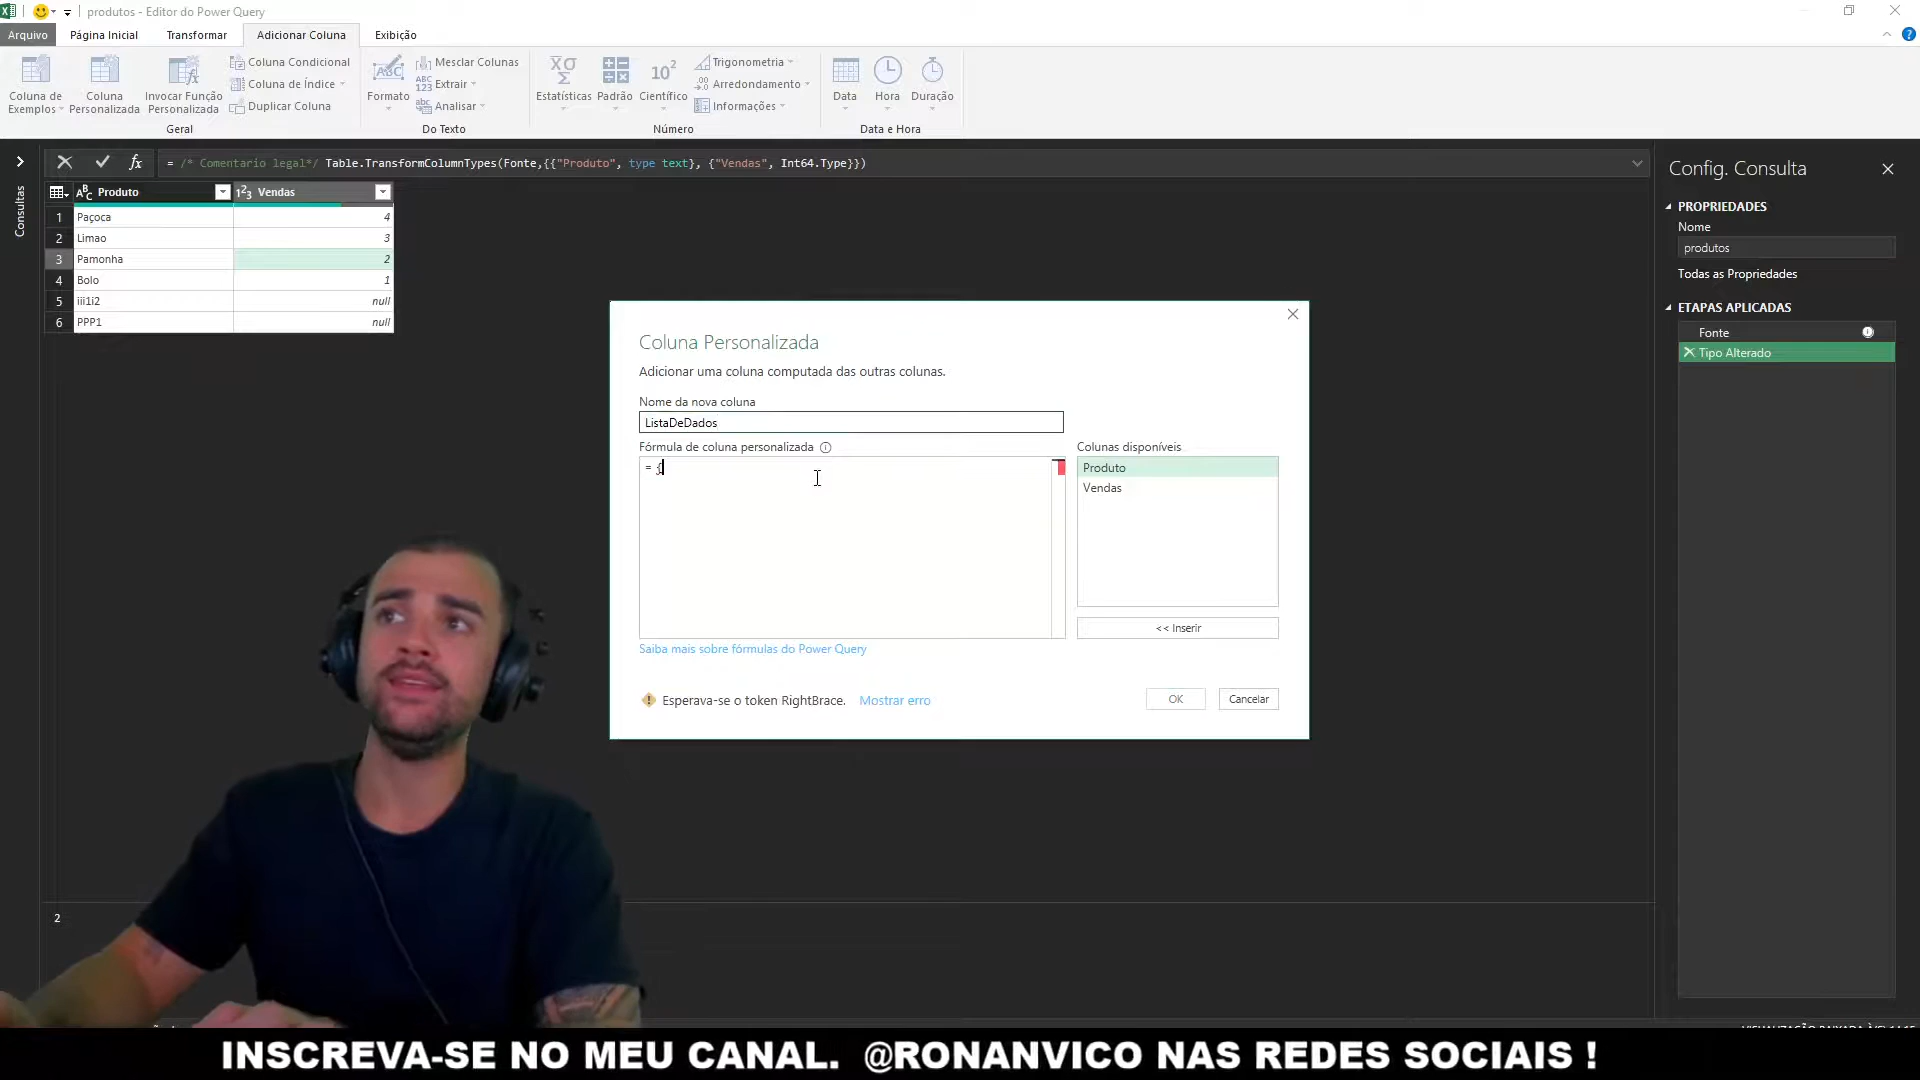 produtos - Editor do Power Query
Arquivo
Página Inicial
Transformar
Adicionar Coluna
Exibição
Coluna de
Exemplos
Coluna
Personalizada
Invocar Função
Personalizada
Coluna Condicional
Coluna de Índice
Duplicar Coluna
Geral
Formato
Mesclar Colunas
Extrair
Analisar
Do Texto
Estatísticas
Padrão
Científico
Trigonometria
Arredondamento
Informações
Número
Data
Hora
Duração
Data e Hora
= /* Comentario legal*/ Table.TransformColumnTypes(Fonte,{{"Produto", type text}, {"Vendas", Int64.Type}})
Consultas
Produto
Vendas
1 Paçoca 4
2 Limao 3
3 Pamonha 2
4 Bolo 1
5 iii1i2 null
6 PPP1 null
Coluna Personalizada
Adicionar uma coluna computada das outras colunas.
Nome da nova coluna
ListaDeDados
Fórmula de coluna personalizada
= {
Colunas disponíveis
Produto
Vendas
<< Inserir
Saiba mais sobre fórmulas do Power Query
Esperava-se o token RightBrace. Mostrar erro
OK
Cancelar
Config. Consulta
PROPRIEDADES
Nome
produtos
Todas as Propriedades
ETAPAS APLICADAS
Fonte
Tipo Alterado
2
INSCREVA-SE NO MEU CANAL. @RONANVICO NAS REDES SOCIAIS !